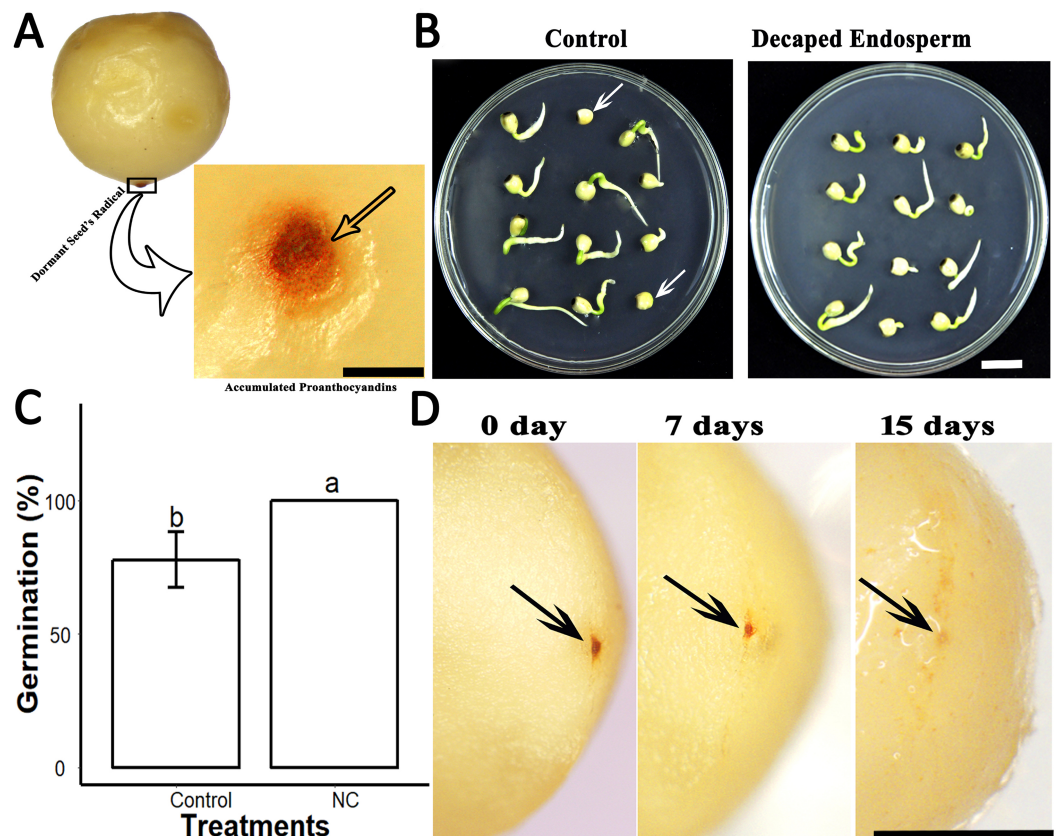 A
Dormant Seed's Radical
Accumulated Proanthocyandins
B
Control
Decaped Endosperm
C
Germination (%)
100
50
0
b
a
Control
NC
Treatments
D
0 day
7 days
15 days